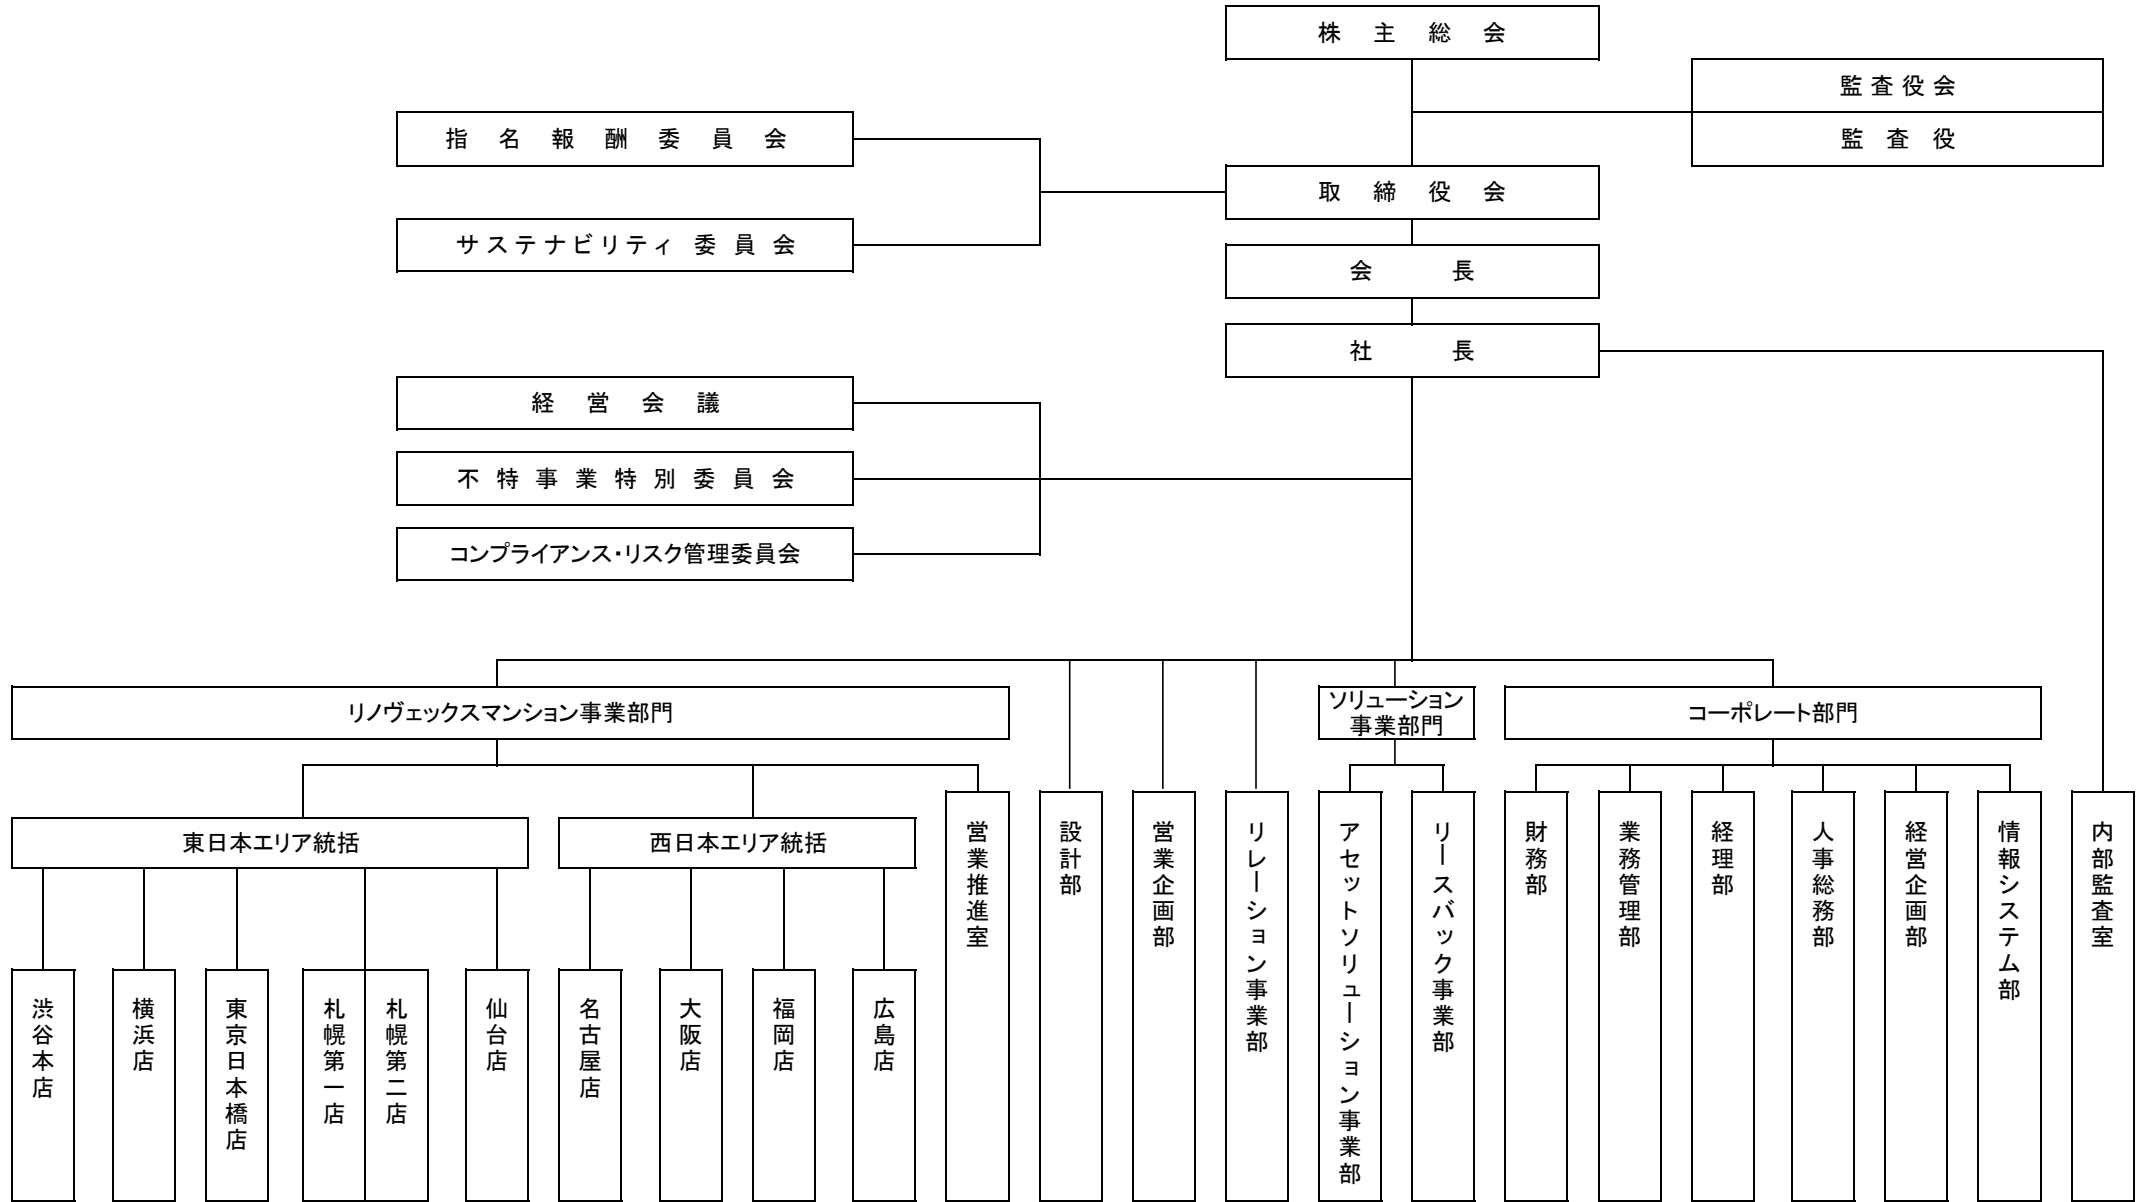 株主総会
監査役会
監査役
指名報酬委員会
取締役会
サステナビリティ委員会
会長
社長
経営会議
不特事業特別委員会
コンプライアンス・リスク管理委員会
リノヴェックスマンション事業部門
ソリューション
事業部門
コーポレート部門
東日本エリア統括
西日本エリア統括
営業推進室
設計部
営業企画部
リレーション事業部
アセットソリューション事業部
リースバック事業部
財務部
業務管理部
経理部
人事総務部
経営企画部
情報システム部
内部監査室
渋谷本店
横浜店
東京日本橋店
札幌第一店
札幌第二店
仙台店
名古屋店
大阪店
福岡店
広島店